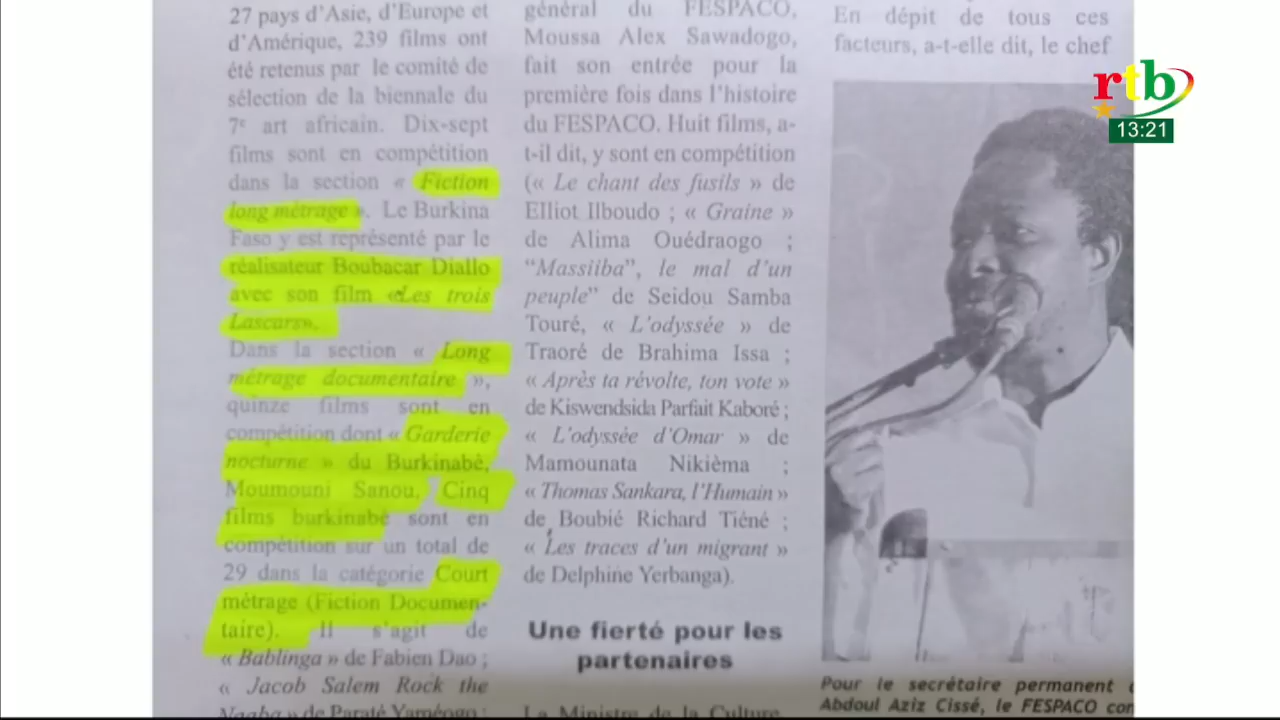 27 pays d'Asie, d'Europe et
d'Amérique, 239 films ont
été retenus par le comité de
sélection de la biennale du
7e art africain. Dix-sept
films sont en compétition
dans la section « Fiction
long métrage ». Le Burkina
Faso y est représenté par le
réalisateur Boubacar Diallo
avec son film «Les trois
Lascars».
Dans la section « Long
métrage documentaire »,
quinze films sont en
compétition dont « Garderie
nocturne » du Burkinabè,
Moumouni Sanou. Cinq
films burkinabè sont en
compétition sur un total de
29 dans la catégorie Court
métrage (Fiction Documen-
taire). Il s'agit de
« Bablinga » de Fabien Dao ;
« Jacob Salem Rock the
Naaba » de Paraté Yaméogo ;
général du FESPACO,
Moussa Alex Sawadogo,
fait son entrée pour la
première fois dans l'histoire
du FESPACO. Huit films, a-
t-il dit, y sont en compétition
(« Le chant des fusils » de
Elliot Ilboudo ; « Graine »
de Alima Ouédraogo ;
“Massiiba”, le mal d'un
peuple” de Seidou Samba
Touré, « L'odyssée » de
Traoré de Brahima Issa ;
« Après ta révolte, ton vote »
de Kiswendsida Parfait Kaboré ;
« L'odyssée d'Omar » de
Mamounata Nikièma ;
« Thomas Sankara, l'Humain »
de Boubié Richard Tiéné ;
« Les traces d'un migrant »
de Delphine Yerbanga).
Une fierté pour les
partenaires
La Ministre de la Culture
En dépit de tous ces
facteurs, a-t-elle dit, le chef
Pour le secrétaire permanent
Abdoul Aziz Cissé, le FESPACO con
rtb
13:21